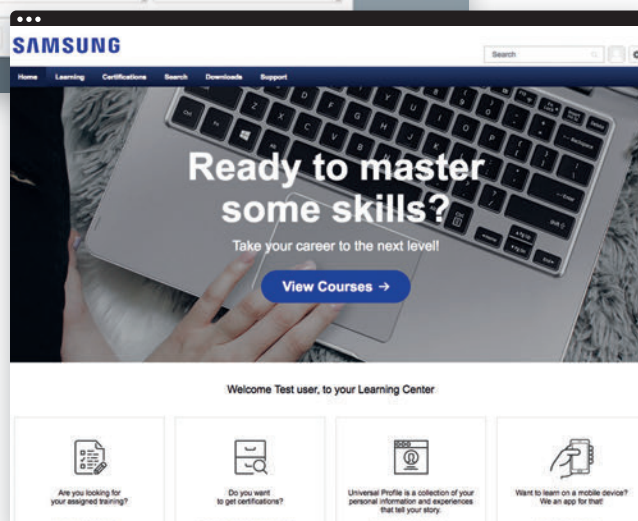 SAMSUNG
Search
Home Learning Certifications Search Downloads Support
Ready to master
some skills?
Take your career to the next level!
View Courses →
Welcome Test user, to your Learning Center
Are you looking for
your assigned training?
Do you want
to get certifications?
Universal Profile is a collection of your
personal information and experiences
that tell your story.
Want to learn on a mobile device?
We an app for that!